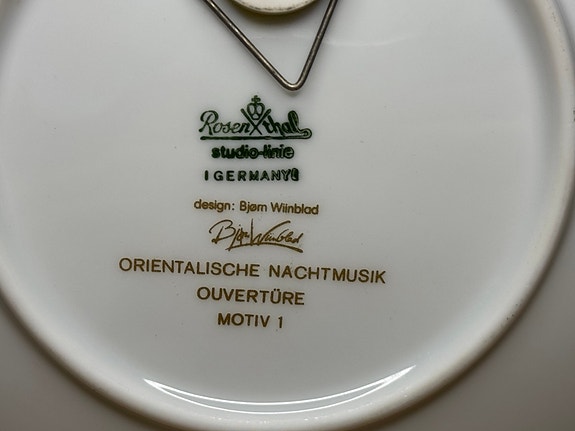 Rosenthal
studio-linie
GERMANY
design: Bjørn Wiinblad
Bjørn Wiinblad
ORIENTALISCHE NACHTMUSIK
OUVERTÜRE
MOTIV 1